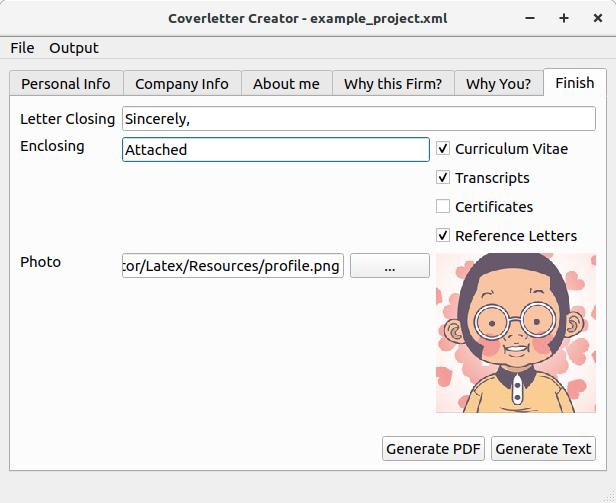 Coverletter Creator - example_project.xml
File Output
Personal Info Company Info About me Why this Firm? Why You? Finish
Letter Closing Sincerely,
Enclosing Attached Curriculum Vitae
Transcripts
Certificates
Reference Letters
Photo tor/Latex/Resources/profile.png ...
Generate PDF Generate Text